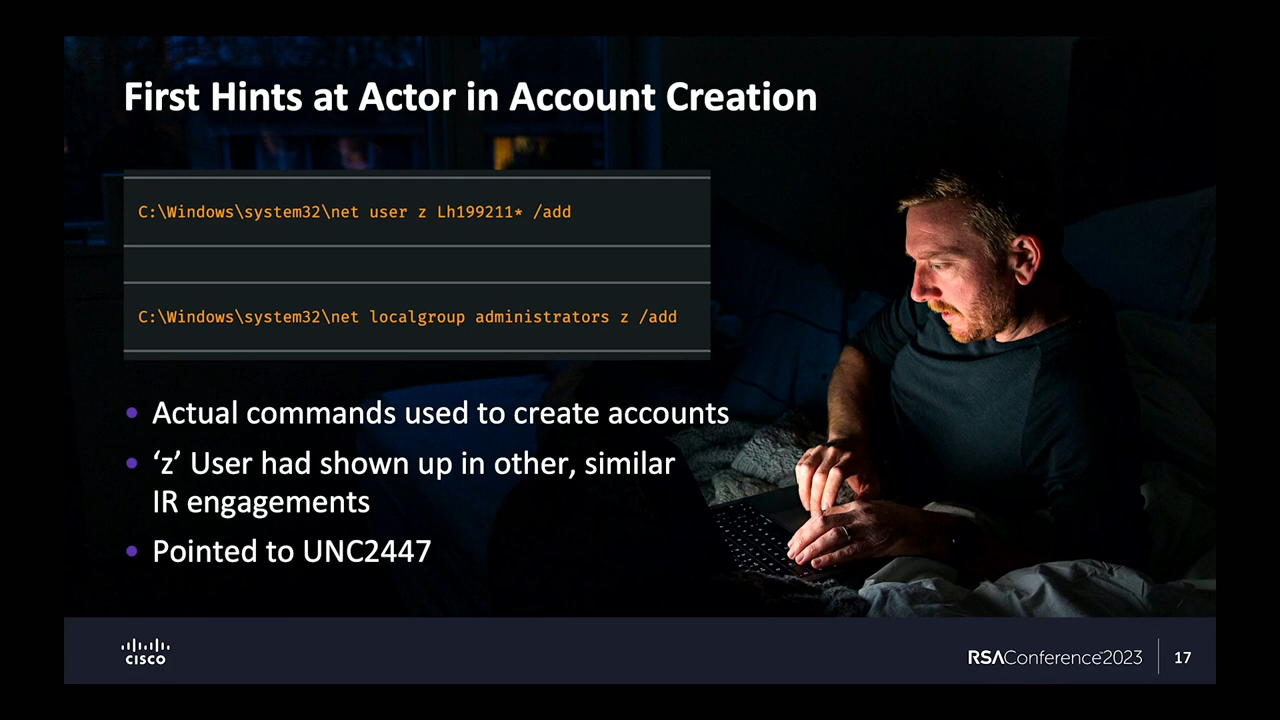 First Hints at Actor in Account Creation
C:\Windows\system32\net user z Lh199211* /add
C:\Windows\system32\net localgroup administrators z /add
• Actual commands used to create accounts
• ‘z’ User had shown up in other, similar
IR engagements
• Pointed to UNC2447
CISCO
RSAConference™2023
17